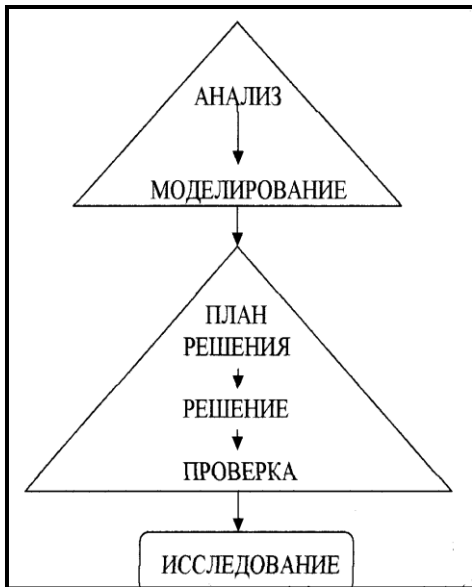 АНАЛИЗ
МОДЕЛИРОВАНИЕ
ПЛАН
РЕШЕНИЯ
РЕШЕНИЕ
ПРОВЕРКА
ИССЛЕДОВАНИЕ